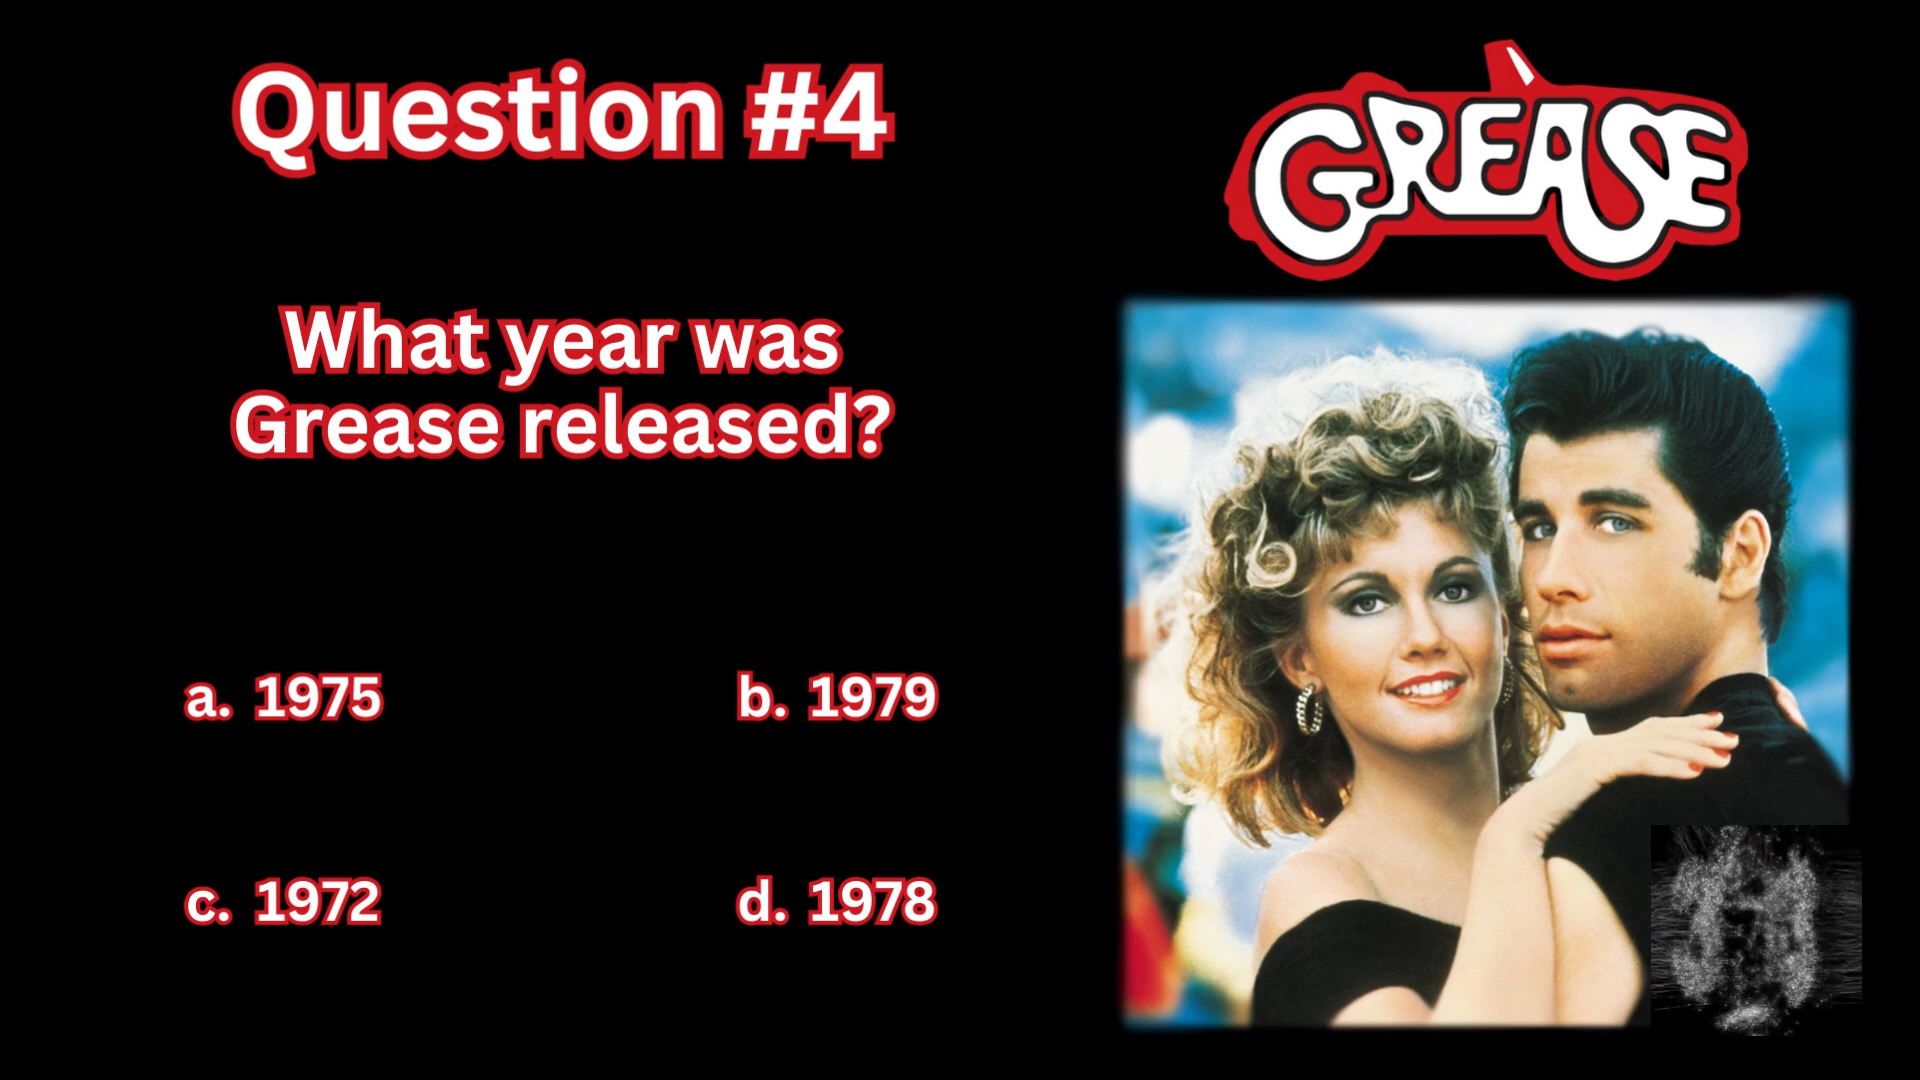 Question #4
GREASE
What year was
Grease released?
a. 1975
b. 1979
c. 1972
d. 1978